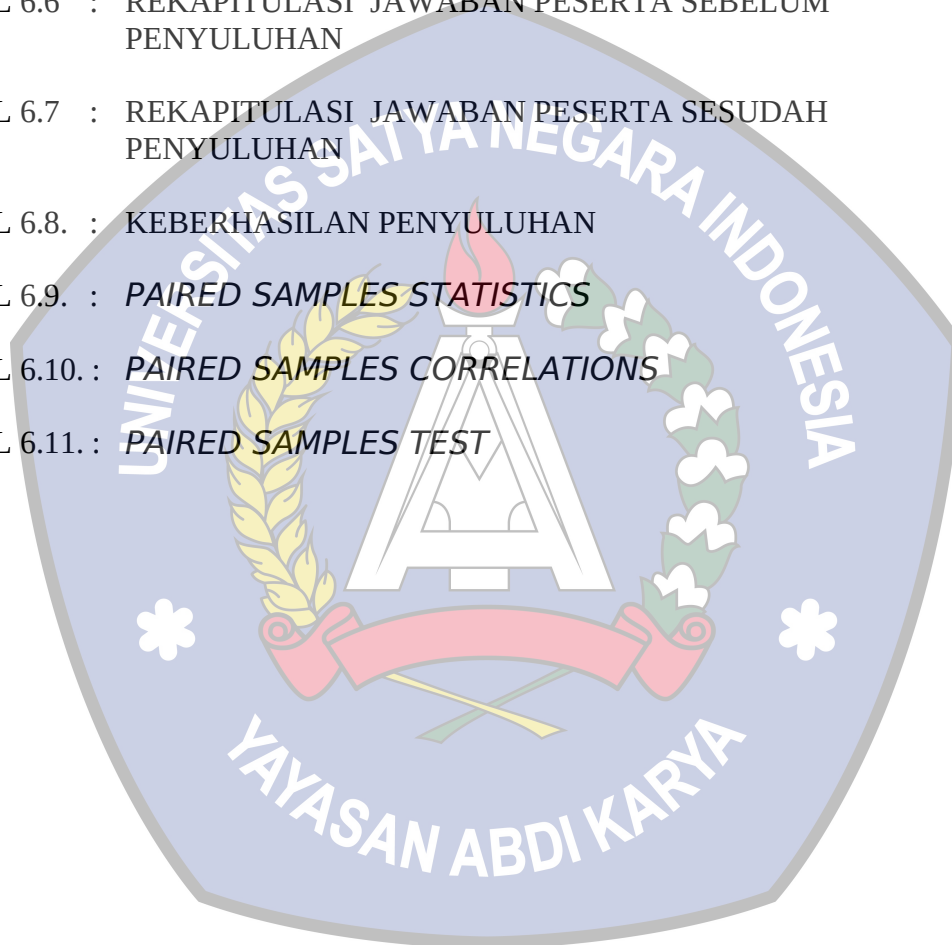 L 6.6 : REKAPITULASI JAWABAN PESERTA SEBELUM
PENYULUHAN
L 6.7 : REKAPITULASI JAWABAN PESERTA SESUDAH
PENYULUHAN
L 6.8. : KEBERHASILAN PENYULUHAN
L 6.9. : PAIRED SAMPLES STATISTICS
L 6.10. : PAIRED SAMPLES CORRELATIONS
L 6.11. : PAIRED SAMPLES TEST
UNIVERSITAS SATYA NEGARA INDONESIA
YAYASAN ABDI KARYA